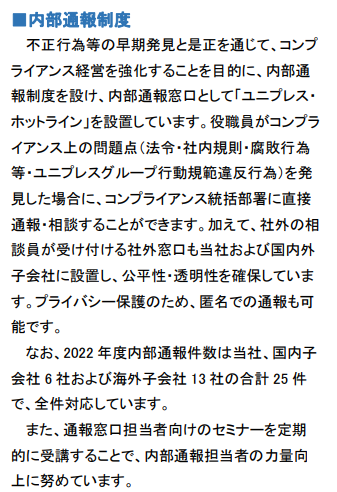 ■内部通報制度
不正行為等の早期発見と是正を通じて、コンプ
ライアンス経営を強化することを目的に、内部通
報制度を設け、内部通報窓口として「ユニプレス・
ホットライン」を設置しています。役職員がコンプラ
イアンス上の問題点（法令・社内規則・腐敗行為
等・ユニプレスグループ行動規範違反行為）を発
見した場合に、コンプライアンス統括部署に直接
通報・相談することができます。加えて、社外の相
談員が受け付ける社外窓口も当社および国内外
子会社に設置し、公平性・透明性を確保していま
す。プライバシー保護のため、匿名での通報も可
能です。
なお、2022 年度内部通報件数は当社、国内子
会社 6 社および海外子会社 13 社の合計 25 件
で、全件対応しています。
また、通報窓口担当者向けのセミナーを定期
的に受講することで、内部通報担当者の力量向
上に努めています。